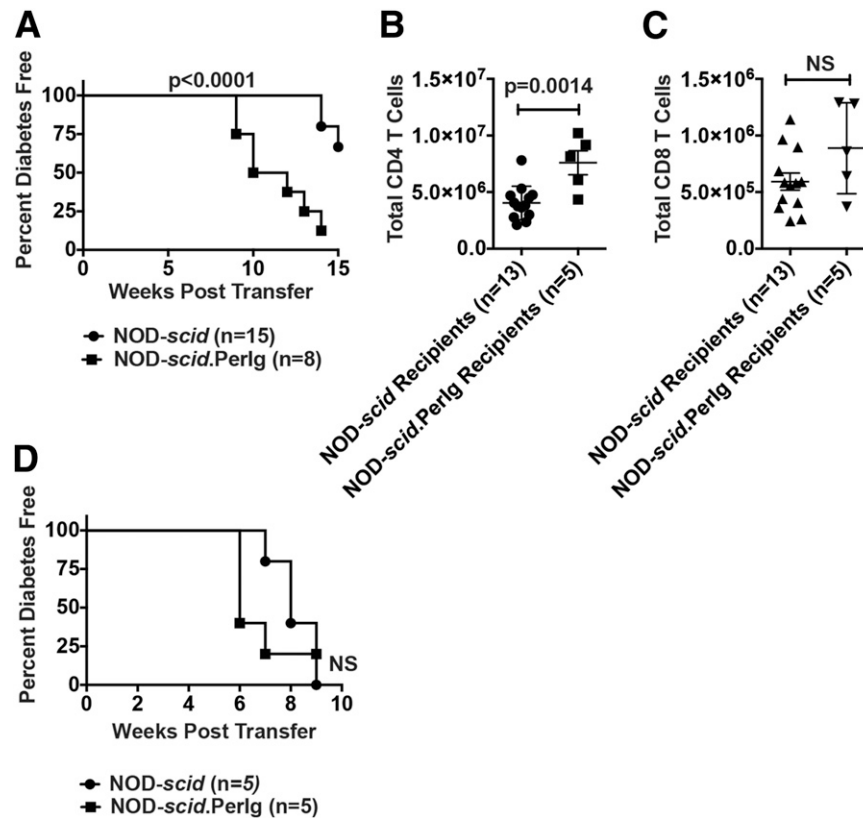 A
p<0.0001
100
75
50
25
0
0 5 10 15
Percent Diabetes Free
Weeks Post Transfer
NOD-scid (n=15)
NOD-scid.PerIg (n=8)
B
p=0.0014
1.5×10⁷
1.0×10⁷
5.0×10⁶
0.0
Total CD4 T Cells
NOD-scid Recipients (n=13)
NOD-scid.PerIg Recipients (n=5)
C
NS
1.5×10⁶
1.0×10⁶
5.0×10⁵
0.0
Total CD8 T Cells
NOD-scid Recipients (n=13)
NOD-scid.PerIg Recipients (n=5)
D
100
75
50
25
0
0 2 4 6 8 10
NS
Percent Diabetes Free
Weeks Post Transfer
NOD-scid (n=5)
NOD-scid.PerIg (n=5)